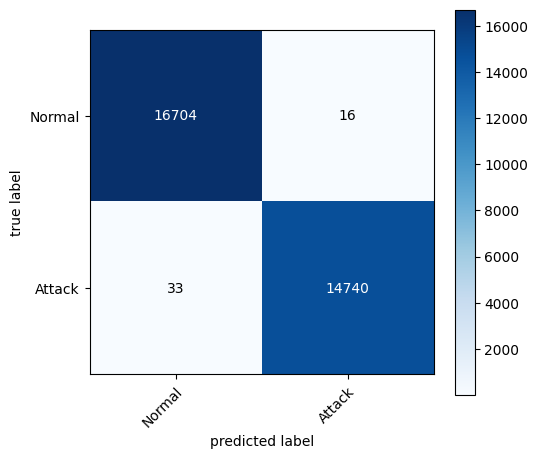 Normal
Attack
true label
16704
16
33
14740
Normal
Attack
predicted label
16000
14000
12000
10000
8000
6000
4000
2000